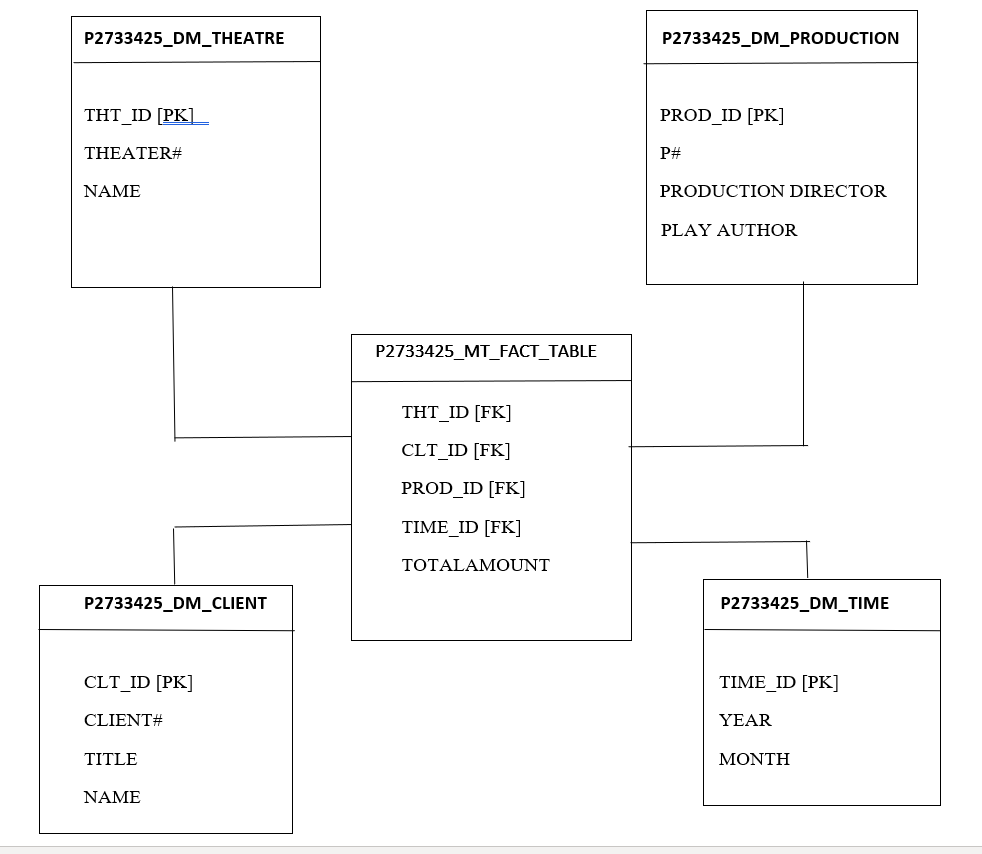 P2733425_DM_THEATRE
THT_ID [PK]
THEATER#
NAME
P2733425_DM_PRODUCTION
PROD_ID [PK]
P#
PRODUCTION DIRECTOR
PLAY AUTHOR
P2733425_MT_FACT_TABLE
THT_ID [FK]
CLT_ID [FK]
PROD_ID [FK]
TIME_ID [FK]
TOTALAMOUNT
P2733425_DM_CLIENT
CLT_ID [PK]
CLIENT#
TITLE
NAME
P2733425_DM_TIME
TIME_ID [PK]
YEAR
MONTH